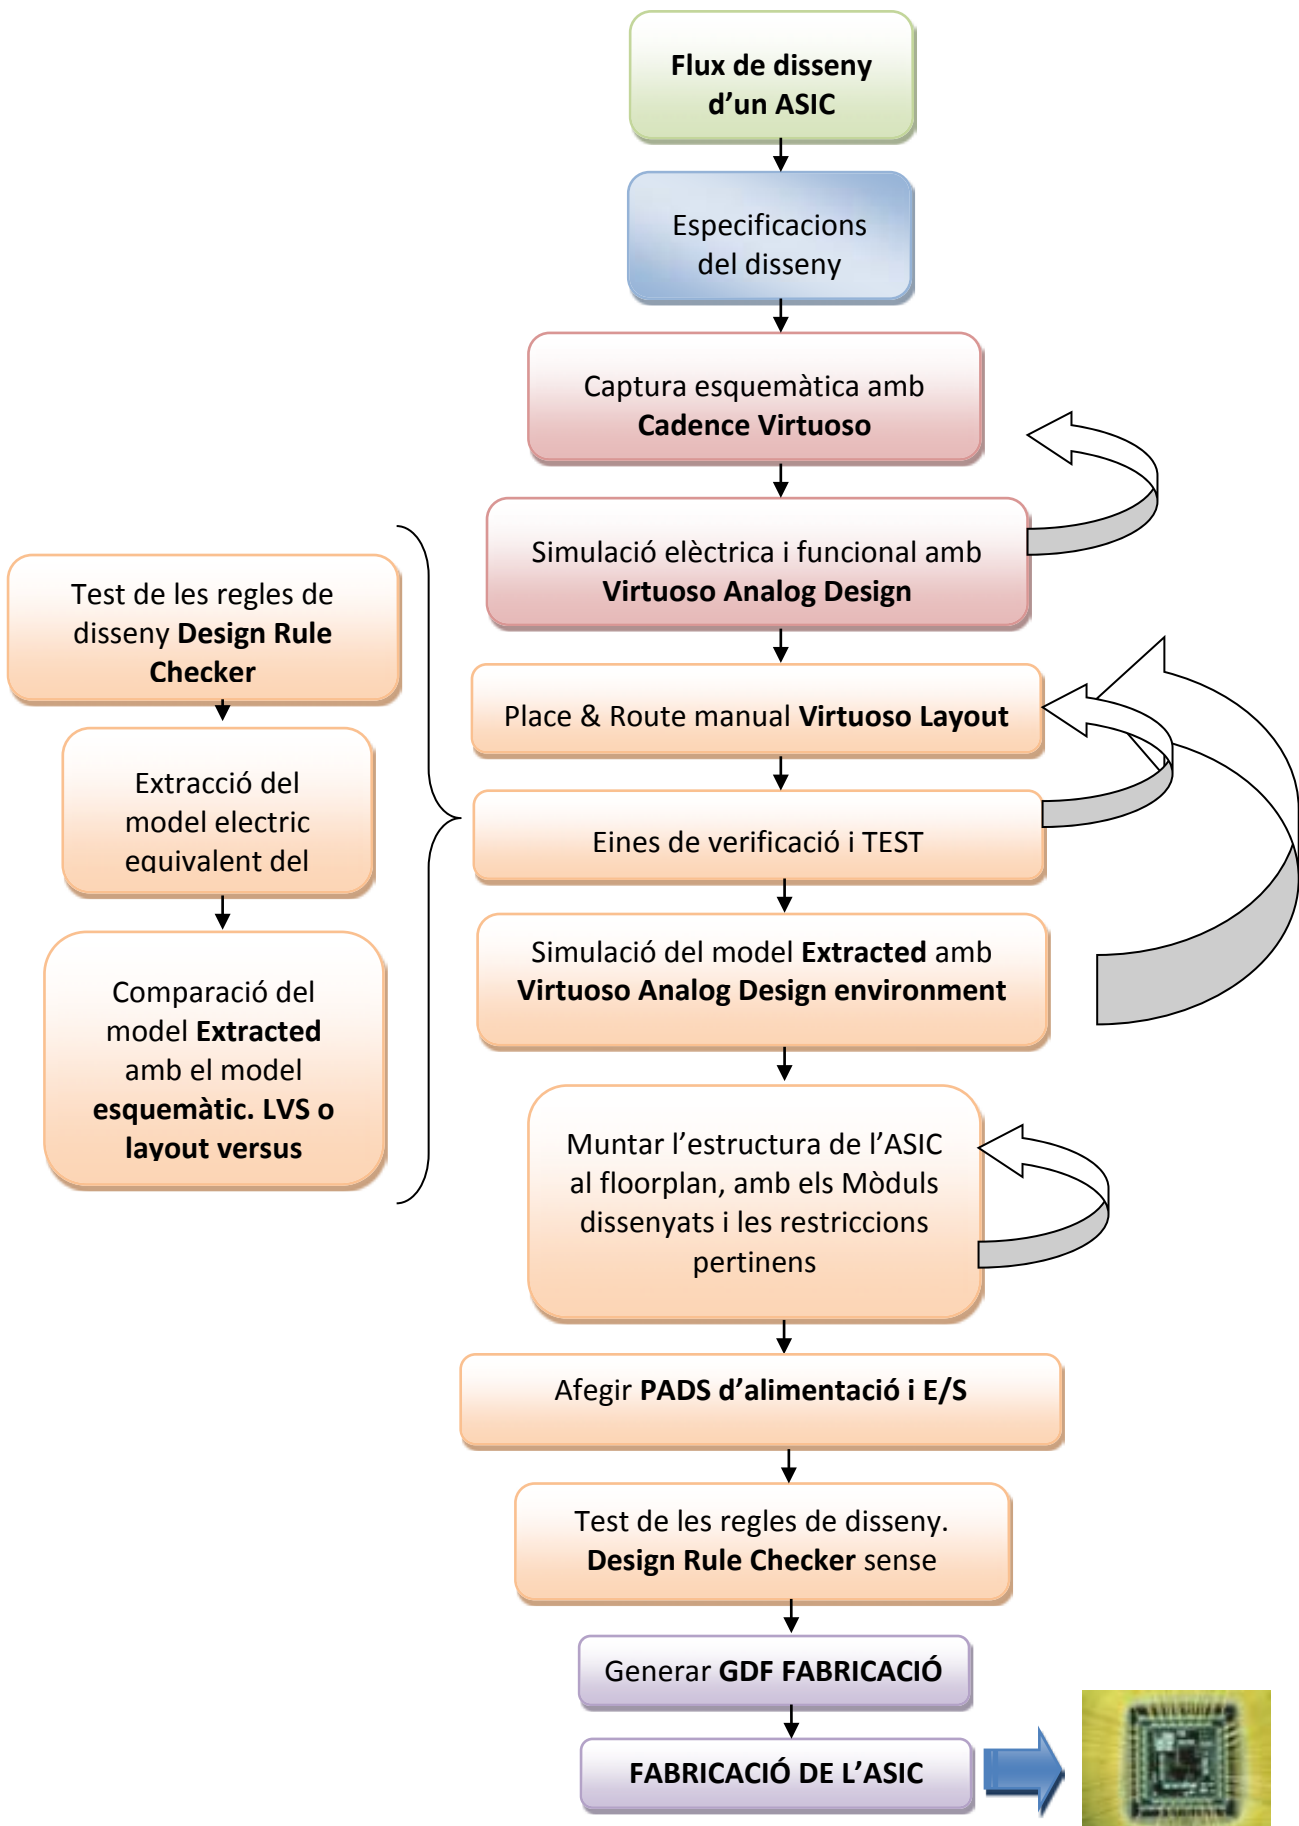 Flux de disseny
d’un ASIC
Especificacions
del disseny
Captura esquemàtica amb
Cadence Virtuoso
Simulació elèctrica i funcional amb
Virtuoso Analog Design
Place & Route manual Virtuoso Layout
Eines de verificació i TEST
Test de les regles de
disseny Design Rule
Checker
Extracció del
model electric
equivalent del
Comparació del
model Extracted
amb el model
esquemàtic. LVS o
layout versus
Simulació del model Extracted amb
Virtuoso Analog Design environment
Muntar l’estructura de l’ASIC
al floorplan, amb els Mòduls
dissenyats i les restriccions
pertinens
Afegir PADS d’alimentació i E/S
Test de les regles de disseny.
Design Rule Checker sense
Generar GDF FABRICACIÓ
FABRICACIÓ DE L’ASIC